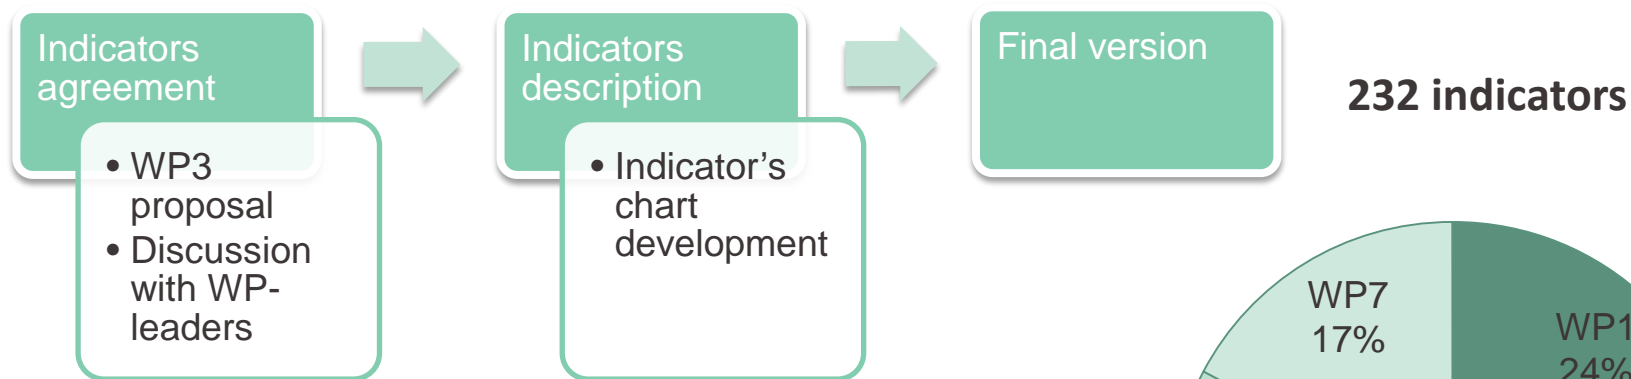 Indicators
agreement
• WP3
proposal
• Discussion
with WP-
leaders
Indicators
description
• Indicator's
chart
development
Final version
232 indicators
WP7
17%
WP1
24%